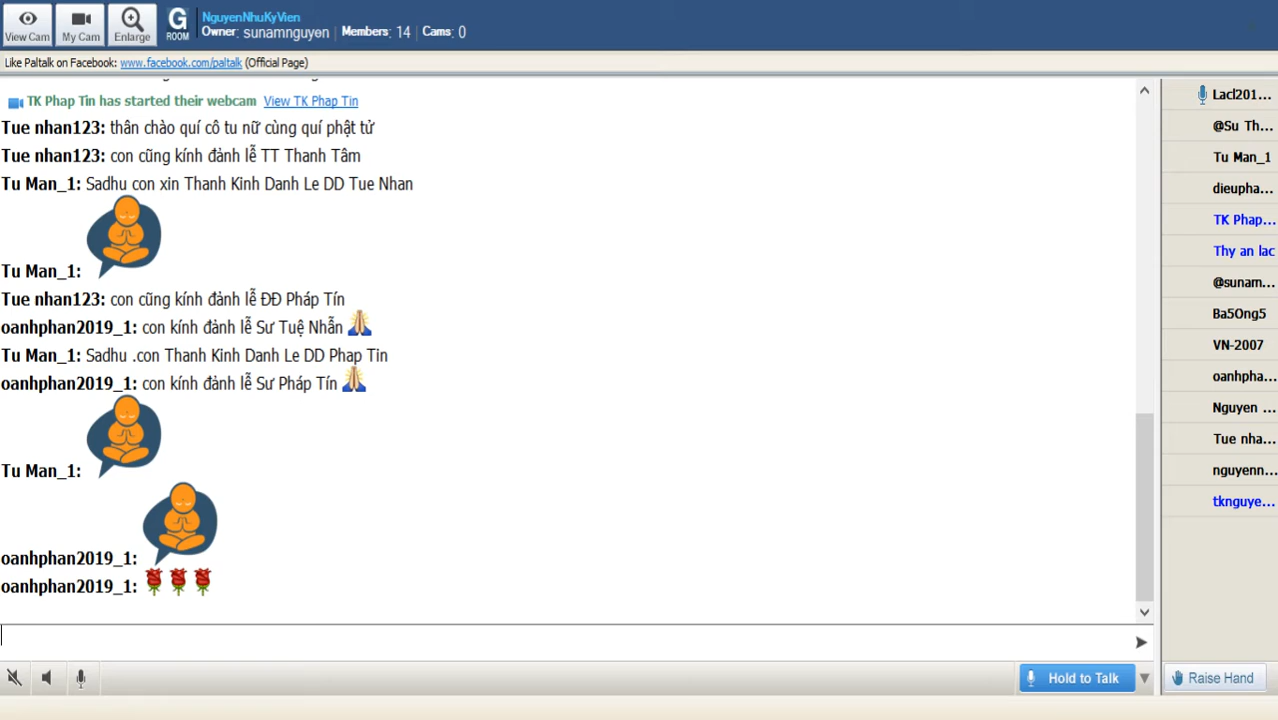 View Cam
My Cam
Enlarge
G
ROOM
NguyenNhuKyVien
Owner: sunamnguyen | Members: 14 | Cams: 0
Like Paltalk on Facebook: www.facebook.com/paltalk (Official Page)
TK Phap Tin has started their webcam View TK Phap Tin
Tue nhan123: thân chào quí cô tu nữ cùng quí phật tử
Tue nhan123: con cũng kính đảnh lễ TT Thanh Tâm
Tu Man_1: Sadhu con xin Thanh Kinh Danh Le DD Tue Nhan
Tu Man_1:
Tue nhan123: con cũng kính đảnh lễ ĐĐ Pháp Tín
oanhphan2019_1: con kính đảnh lễ Sư Tuệ Nhẫn
Tu Man_1: Sadhu .con Thanh Kinh Danh Le DD Phap Tin
oanhphan2019_1: con kính đảnh lễ Sư Pháp Tín
Tu Man_1:
oanhphan2019_1:
oanhphan2019_1:
Hold to Talk
Lacl201...
@Su Th...
Tu Man_1
dieupha...
TK Phap...
Thy an lac
@sunam...
Ba5Ong5
VN-2007
oanhpha...
Nguyen ...
Tue nha...
nguyenn...
tknguye...
Raise Hand